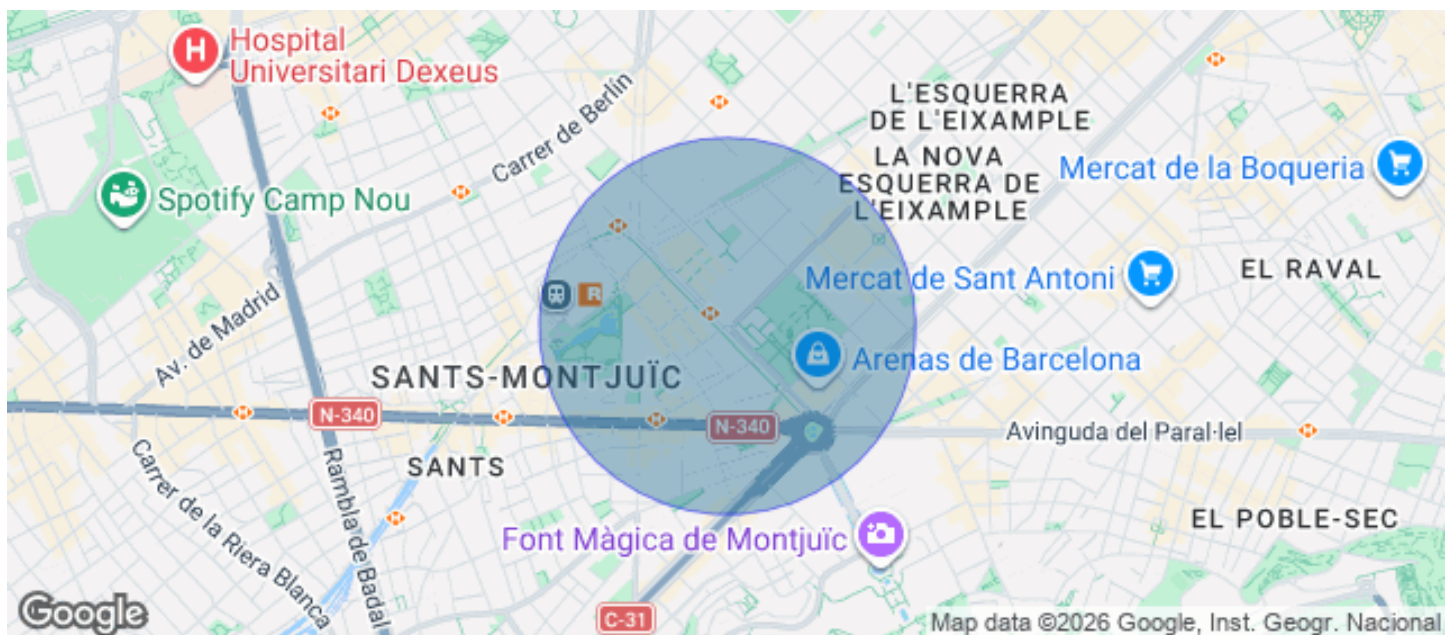 Hospital
Universitari Dexeus
H
Carrer de Berlín
L'ESQUERRA
DE L'EIXAMPLE
LA NOVA
ESQUERRA DE
L'EIXAMPLE
Mercat de la Boqueria
Spotify Camp Nou
Mercat de Sant Antoni
EL RAVAL
R
Av. de Madrid
SANTS-MONTJUÏC
Arenas de Barcelona
N-340
N-340
Avinguda del Paral·lel
SANTS
Carrer de la Riera Blanca
Rambla de Badal
EL POBLE-SEC
Font Màgica de Montjuïc
C-31
Google
Map data ©2026 Google, Inst. Geogr. Nacional